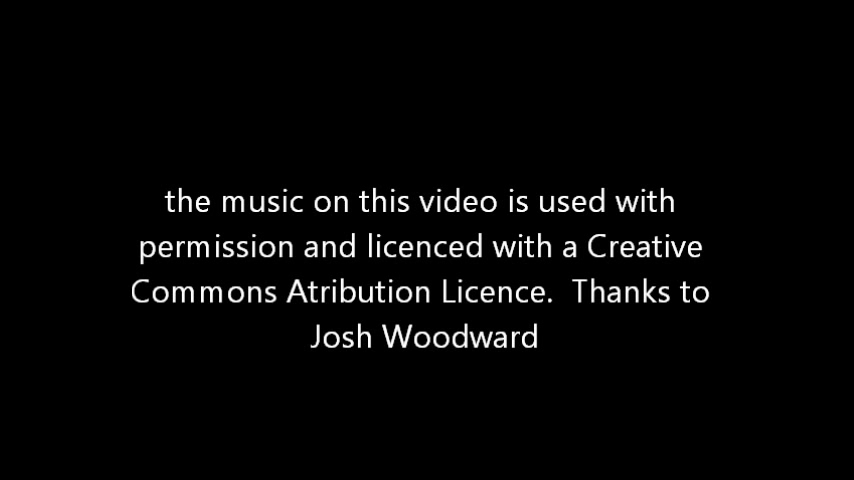 the music on this video is used with
permission and licenced with a Creative
Commons Atribution Licence.  Thanks to
Josh Woodward